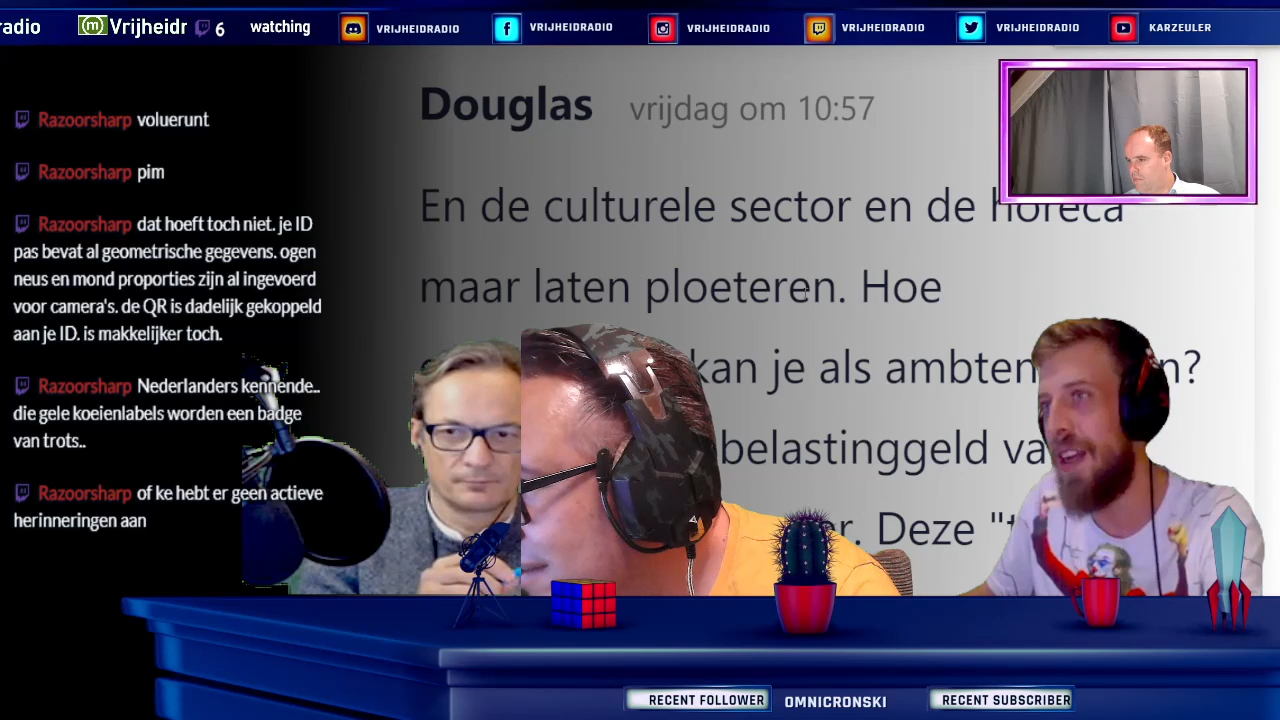 radio
Vrijheidr
6
watching
VRIJHEIDRADIO
VRIJHEIDRADIO
VRIJHEIDRADIO
VRIJHEIDRADIO
VRIJHEIDRADIO
KARZEULER
Razoorsharp voluerunt
Razoorsharp pim
Razoorsharp dat hoeft toch niet. je ID
pas bevat al geometrische gegevens. ogen
neus en mond proporties zijn al ingevoerd
voor camera's. de QR is dadelijk gekoppeld
aan je ID. is makkelijker toch.
Razoorsharp Nederlanders kennende..
die gele koeienlabels worden een badge
van trots..
Razoorsharp of ke hebt er geen actieve
herinneringen aan
Douglas vrijdag om 10:57
En de culturele sector en de horeca
maar laten ploeteren. Hoe
kan je als
belastinggeld
Deze
RECENT FOLLOWER OMNICRONSKI RECENT SUBSCRIBER